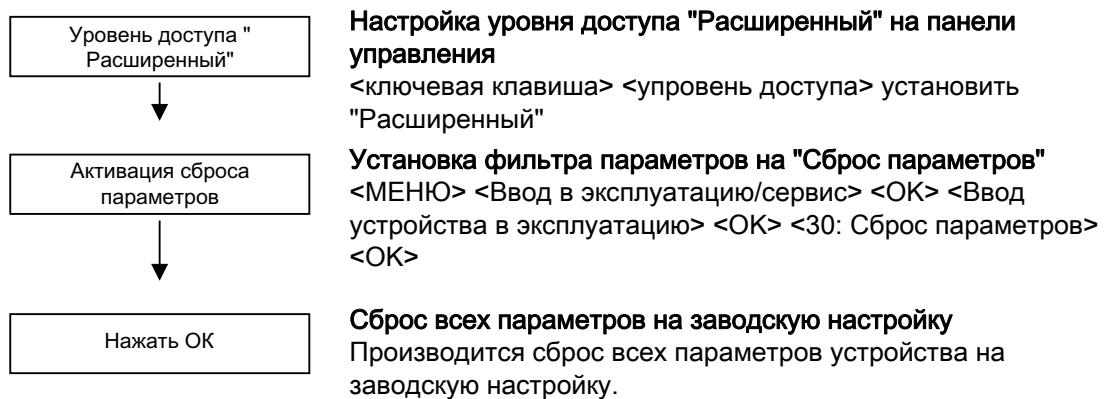 Уровень доступа "
Расширенный"
Настройка уровня доступа "Расширенный" на панели
управления
<ключевая клавиша> <упровень доступа> установить
"Расширенный"
Активация сброса
параметров
Установка фильтра параметров на "Сброс параметров"
<МЕНЮ> <Ввод в эксплуатацию/сервис> <OK> <Ввод
устройства в эксплуатацию> <OK> <30: Сброс параметров>
<OK>
Нажать ОК
Сброс всех параметров на заводскую настройку
Производится сброс всех параметров устройства на
заводскую настройку.